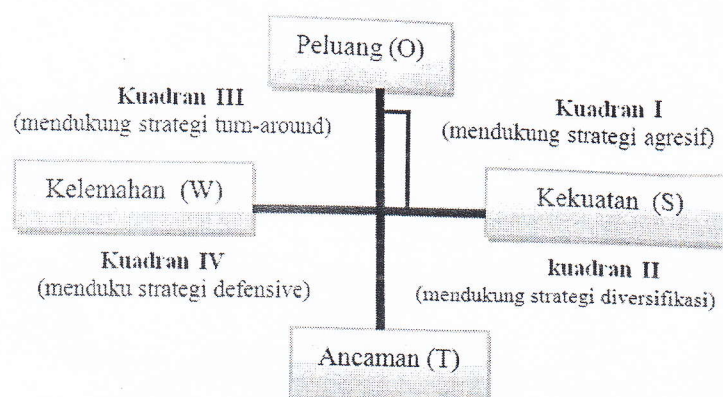 Peluang (O)
Kuadran III
(mendukung strategi turn-around)
Kuadran I
(mendukung strategi agresif)
Kelemahan (W)
Kekuatan (S)
Kuadran IV
(menduku strategi defensive)
kuadran II
(mendukung strategi diversifikasi)
Ancaman (T)